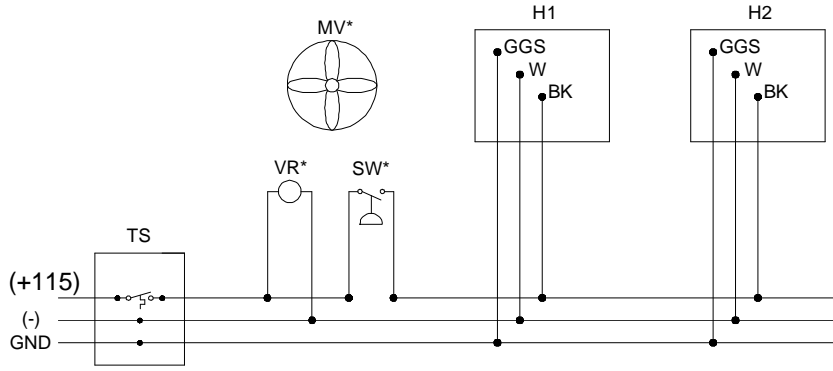 H1
H2
MV*
GGS
W
BK
GGS
W
BK
VR*
SW*
TS
(+115)
(-)
GND